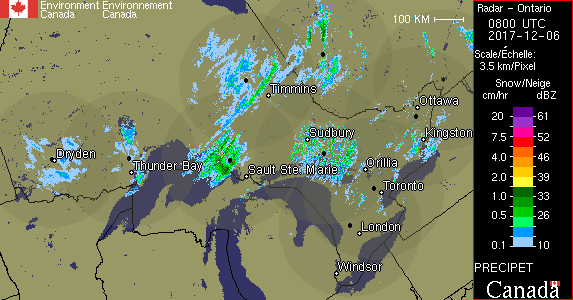 Environment Environnement
Canada Canada
100 KM
Timmins
Ottawa
Sudbury
Kingston
Dryden
Thunder Bay
Sault Ste. Marie
Orillia
Toronto
London
Windsor
Radar - Ontario
0800 UTC
2017-12-06
Scale/Échelle:
3.5 km/Pixel
Snow/Neige
cm/hr dBZ
20 61
7.5 52
4.0 46
2.0 39
1.0 33
0.5 26
0.1 10
PRECIPET
Canada